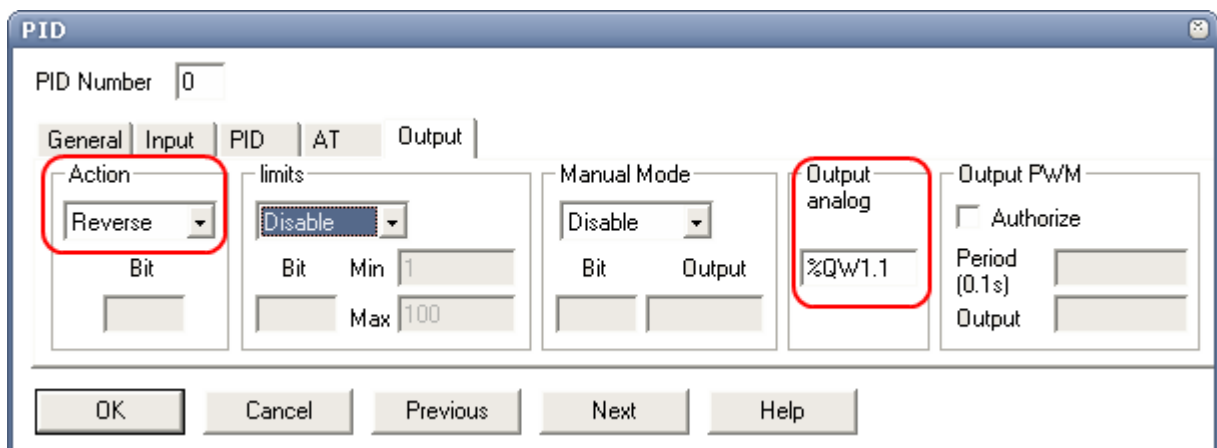 PID
PID Number 0
General Input PID AT Output
Action
Reverse
Bit
limits
Disable
Bit Min 1
Max 100
Manual Mode
Disable
Bit Output
Output
analog
%QW1.1
Output PWM
Authorize
Period
(0.1s)
Output
OK Cancel Previous Next Help